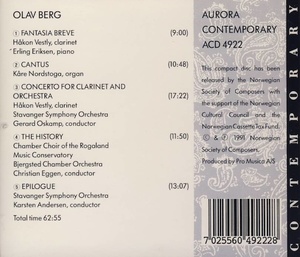 OLAV BERG
1 FANTASIA BREVE (9:00)
Håkon Vestly, clarinet
Erling Eriksen, piano
2 CANTUS (10:48)
Kåre Nordstoga, organ
3 CONCERTO FOR CLARINET AND
ORCHESTRA (17:22)
Håkon Vestly, clarinet
Stavanger Symphony Orchestra
Gerard Oskamp, conductor
4 THE HISTORY (11:50)
Chamber Choir of the Rogaland
Music Conservatory
Bjergsted Chamber Orchestra
Christian Eggen, conductor
5 EPILOGUE (13:07)
Stavanger Symphony Orchestra
Karsten Andersen, conductor
Total time 62:55
AURORA
CONTEMPORARY
ACD 4922
This compact disc has been
released by the Norwegian
Society of Composers with
the support of the Norwegian
Cultural Council and the
Norwegian Cassette Tax Fund.
© & ℗ 1991 Norwegian
Society of Composers.
Produced by Pro Musica A/S
7 025560 492228
CONTEMPORARY